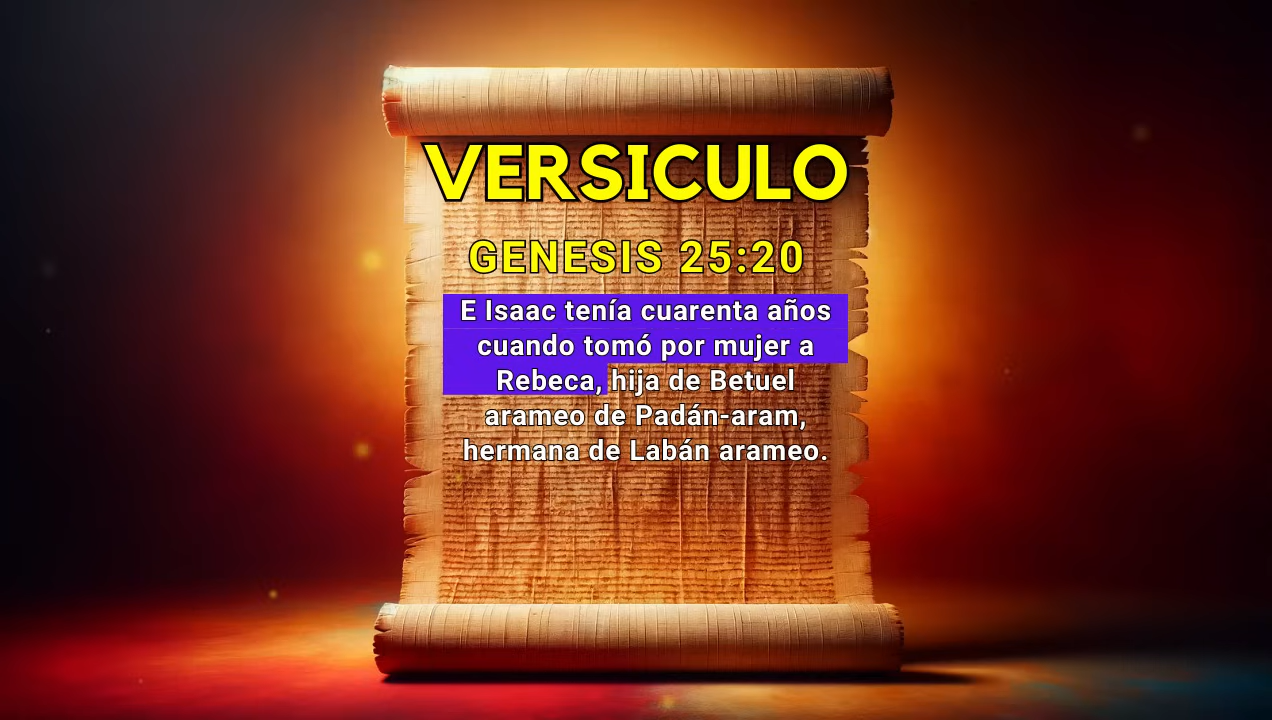 VERSICULO
GENESIS 25:20
E Isaac tenía cuarenta años
cuando tomó por mujer a
Rebeca, hija de Betuel
arameo de Padán-aram,
hermana de Labán arameo.